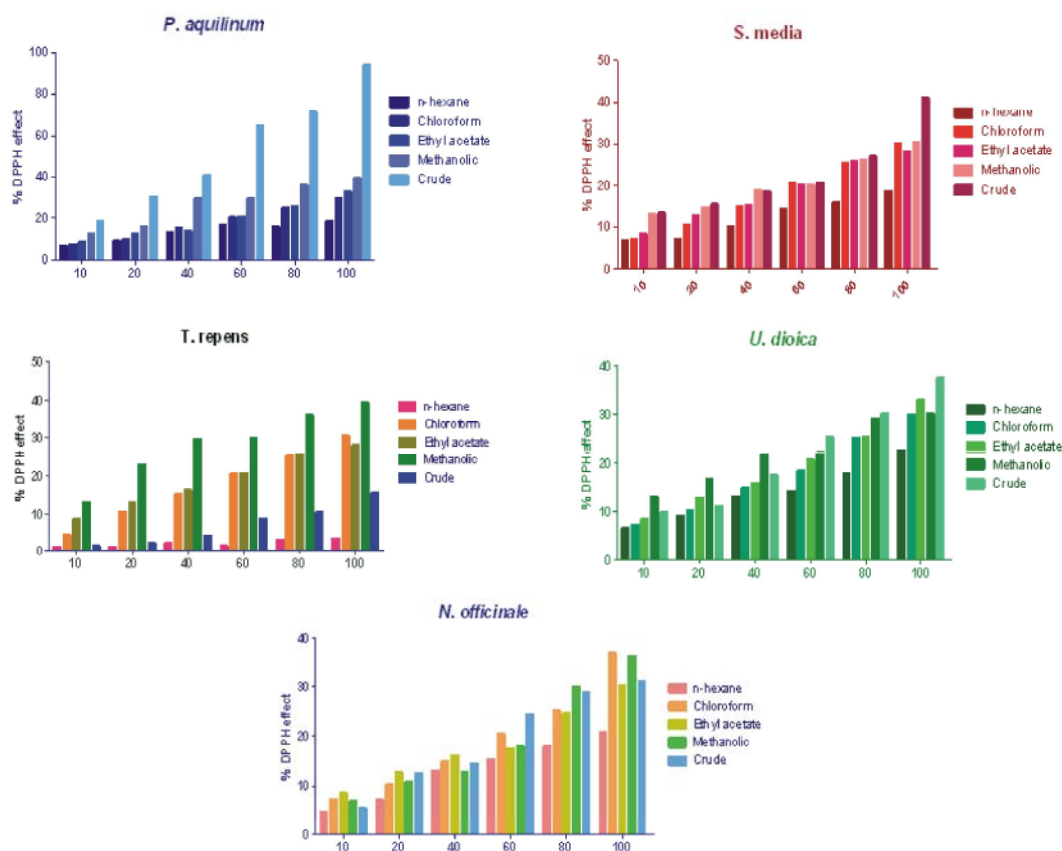 P. aquilinum
100
80
60
40
20
0
% DPPH effect
10 20 40 60 80 100
n-hexane
Chloroform
Ethyl acetate
Methanolic
Crude
S. media
50
40
30
20
10
0
% DPPH effect
10 20 40 60 80 100
n-hexane
Chloroform
Ethyl acetate
Methanolic
Crude
T. repens
50
40
30
20
10
0
% DPPH effect
10 20 40 60 80 100
n-hexane
Chloroform
Ethyl acetate
Methanolic
Crude
U. dioica
40
30
20
10
0
% DPPH effect
10 20 40 60 80 100
n-hexane
Chloroform
Ethyl acetate
Methanolic
Crude
N. officinale
40
30
20
10
0
% DPPH effect
10 20 40 60 80 100
n-hexane
Chloroform
Ethyl acetate
Methanolic
Crude